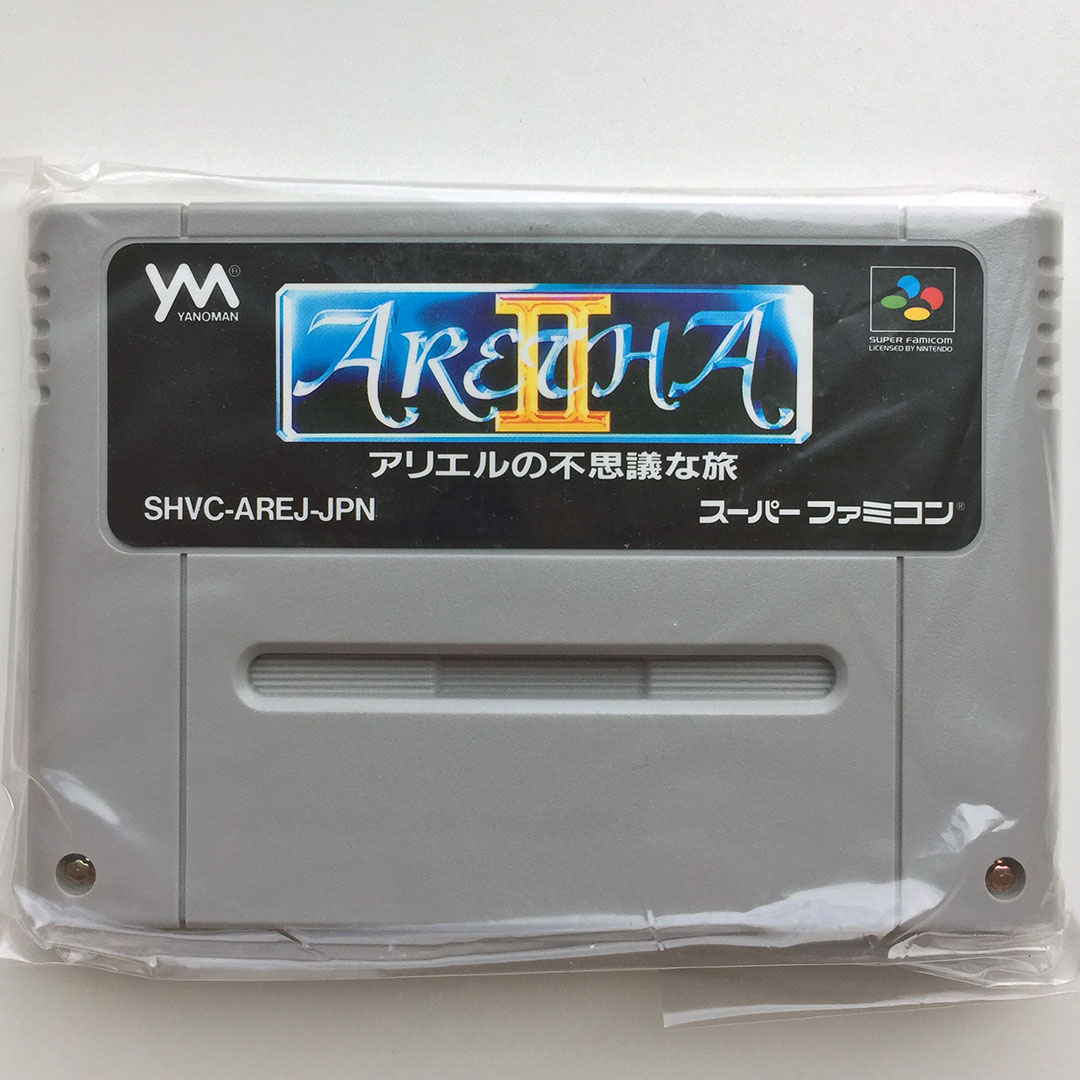 YM®
YANOMAN
ARETHA II
SUPER FAMICOM
LICENSED BY NINTENDO
アリエルの不思議な旅
SHVC-AREJ-JPN
スーパーファミコン®